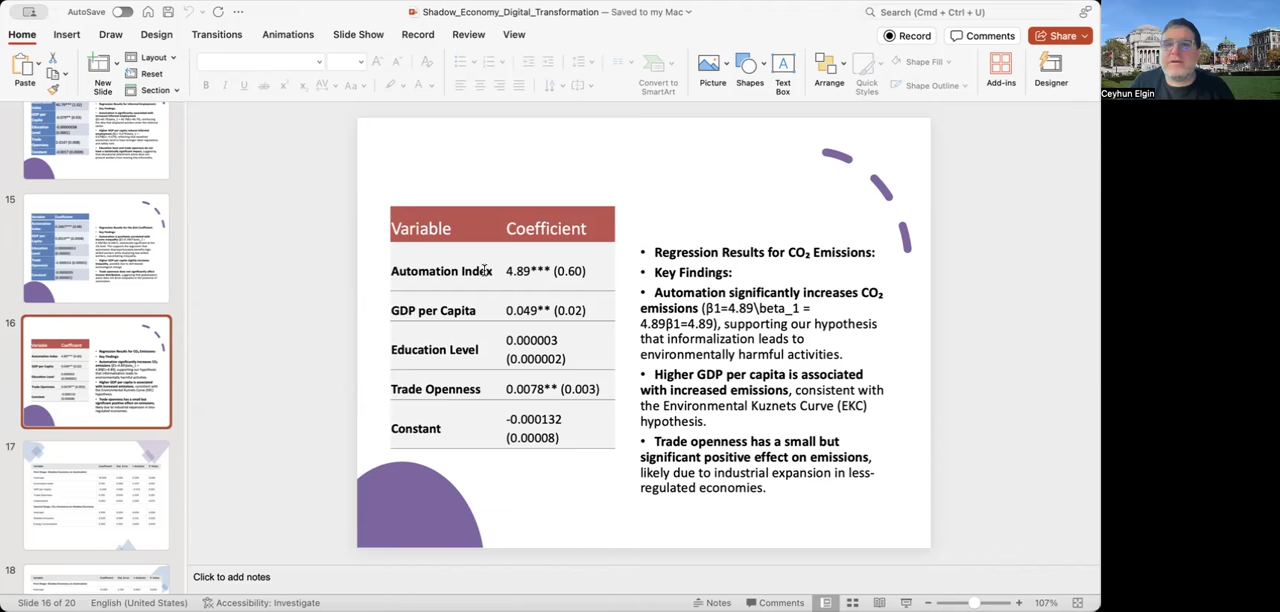 AutoSave
Shadow_Economy_Digital_Transformation — Saved to my Mac
Search (Cmd + Ctrl + U)
Home Insert Draw Design Transitions Animations Slide Show Record Review View
Record Comments Share
Paste
New Slide
Layout
Reset
Section
Convert to SmartArt
Picture
Shapes
Text Box
Arrange
Quick Styles
Shape Fill
Shape Outline
Add-ins
Designer
Ceyhun Elgin
15
16
17
18
Variable Coefficient
Automation Index 4.89*** (0.60)
GDP per Capita 0.049** (0.02)
Education Level 0.000003 (0.000002)
Trade Openness 0.0078** (0.003)
Constant -0.000132 (0.00008)
• Regression Results for CO₂ Emissions:
• Key Findings:
• Automation significantly increases CO₂
emissions (β1=4.89\beta_1 =
4.89β1=4.89), supporting our hypothesis
that informalization leads to
environmentally harmful activities.
• Higher GDP per capita is associated
with increased emissions, consistent with
the Environmental Kuznets Curve (EKC)
hypothesis.
• Trade openness has a small but
significant positive effect on emissions,
likely due to industrial expansion in less-
regulated economies.
Click to add notes
Slide 16 of 20 English (United States) Accessibility: Investigate Notes Comments 107%